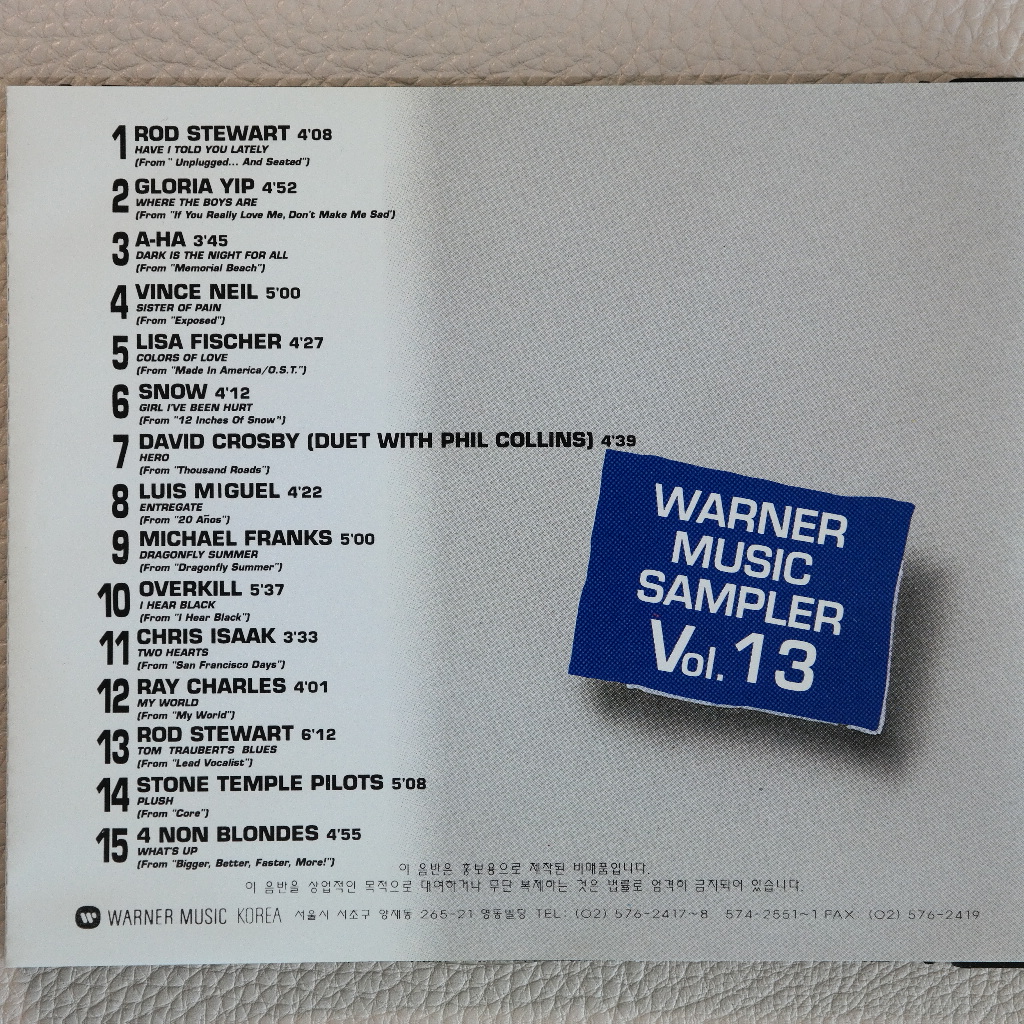 1 ROD STEWART 4'08
HAVE I TOLD YOU LATELY
(From " Unplugged... And Seated")
2 GLORIA YIP 4'52
WHERE THE BOYS ARE
(From "If You Really Love Me, Don't Make Me Sad')
3 A-HA 3'45
DARK IS THE NIGHT FOR ALL
(From "Memorial Beach")
4 VINCE NEIL 5'00
SISTER OF PAIN
(From "Exposed")
5 LISA FISCHER 4'27
COLORS OF LOVE
(From "Made In America/O.S.T.")
6 SNOW 4'12
GIRL I'VE BEEN HURT
(From "12 Inches Of Snow")
7 DAVID CROSBY (DUET WITH PHIL COLLINS) 4'39
HERO
(From "Thousand Roads")
8 LUIS MIGUEL 4'22
ENTREGATE
(From "20 Años")
9 MICHAEL FRANKS 5'00
DRAGONFLY SUMMER
(From "Dragonfly Summer")
10 OVERKILL 5'37
I HEAR BLACK
(From "I Hear Black")
11 CHRIS ISAAK 3'33
TWO HEARTS
(From "San Francisco Days")
12 RAY CHARLES 4'01
MY WORLD
(From "My World")
13 ROD STEWART 6'12
TOM TRAUBERT'S BLUES
(From "Lead Vocalist")
14 STONE TEMPLE PILOTS 5'08
PLUSH
(From "Core")
15 4 NON BLONDES 4'55
WHAT'S UP
(From "Bigger, Better, Faster, More!")
WARNER
MUSIC
SAMPLER
Vol. 13
이 음반은 홍보용으로 제작된 비매품입니다.
이 음반을 상업적인 목적으로 대여하거나 무단 복제하는 것은 법률로 엄격히 금지되어 있습니다.
WARNER MUSIC KOREA 서울시 서초구 양재동 265-21 영동빌딩 TEL: (02) 576-2417~8 574-2551~1 FAX: (02) 576-2419